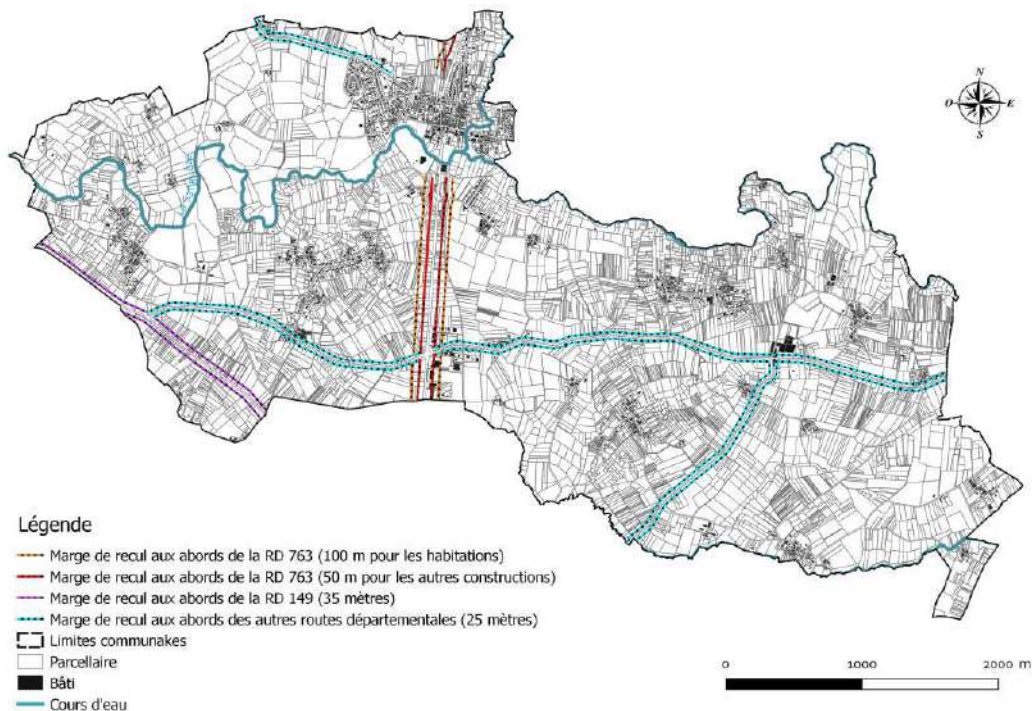 N
O
E
S
Légende
Marge de recul aux abords de la RD 763 (100 m pour les habitations)
Marge de recul aux abords de la RD 763 (50 m pour les autres constructions)
Marge de recul aux abords de la RD 149 (35 mètres)
Marge de recul aux abords des autres routes départementales (25 mètres)
Limites communakes
Parcellaire
Bâti
Cours d'eau
0 1000 2000 m